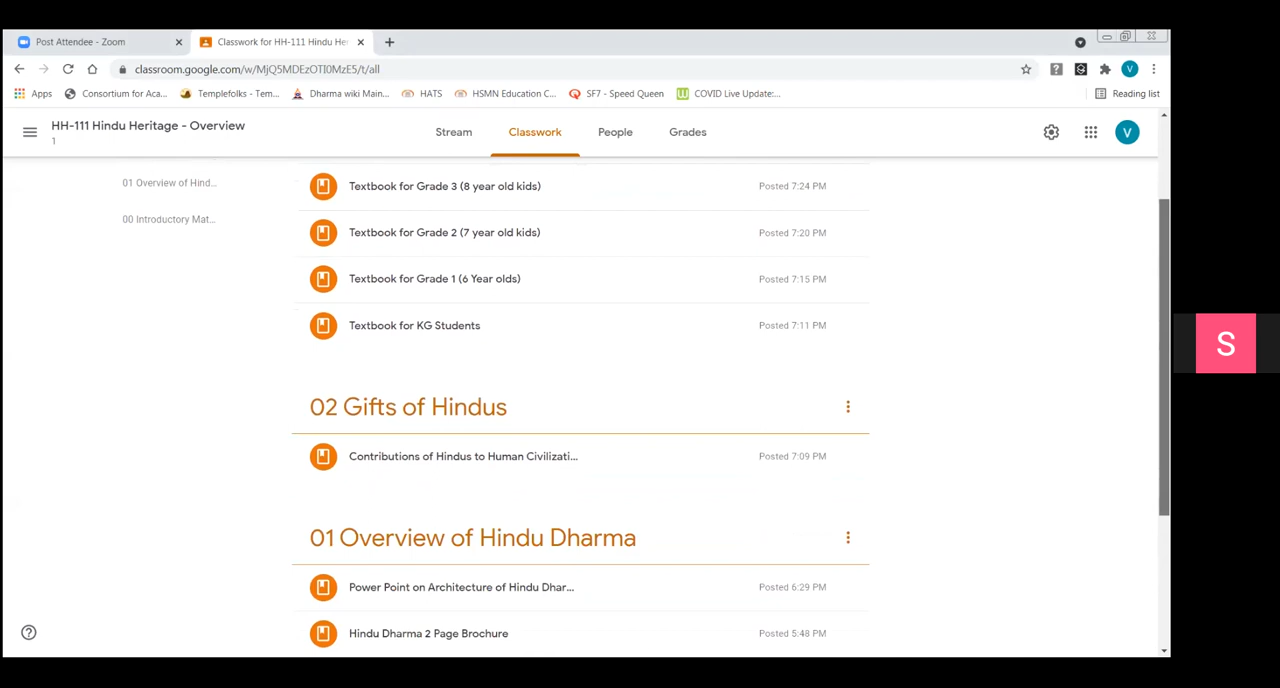 Post Attendee - Zoom
Classwork for HH-111 Hindu He
classroom.google.com/w/MjQ5MDEzOTI0MzE5/t/all
V
Apps
Consortium for Aca...
Templefolks - Tem...
Dharma wiki Main...
HATS
HSMN Education C...
SF7 - Speed Queen
COVID Live Update:...
Reading list
HH-111 Hindu Heritage - Overview
1
Stream
Classwork
People
Grades
V
01 Overview of Hind...
00 Introductory Mat...
Textbook for Grade 3 (8 year old kids) Posted 7:24 PM
Textbook for Grade 2 (7 year old kids) Posted 7:20 PM
Textbook for Grade 1 (6 Year olds) Posted 7:15 PM
Textbook for KG Students Posted 7:11 PM
S
02 Gifts of Hindus
Contributions of Hindus to Human Civilizati... Posted 7:09 PM
01 Overview of Hindu Dharma
Power Point on Architecture of Hindu Dhar... Posted 6:29 PM
Hindu Dharma 2 Page Brochure Posted 5:48 PM